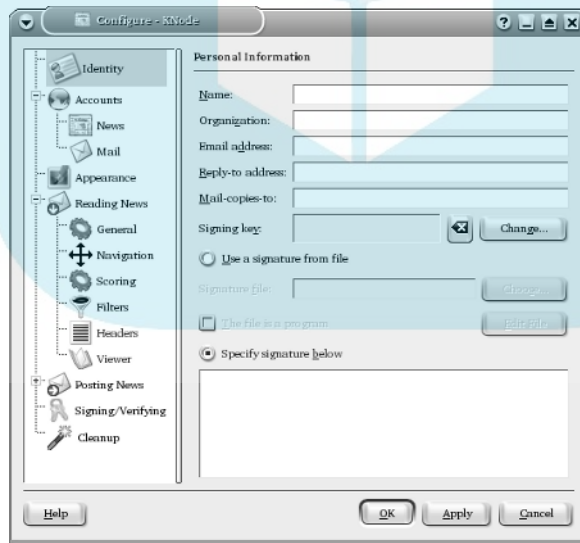 Configure - KNode
Identity
Accounts
News
Mail
Appearance
Reading News
General
Navigation
Scoring
Filters
Headers
Viewer
Posting News
Signing/Verifying
Cleanup
Personal Information
Name:
Organization:
Email address:
Reply-to address:
Mail-copies-to:
Signing key:
Change...
Use a signature from file
Signature file:
Choose...
The file is a program
Edit File
Specify signature below
Help
OK
Apply
Cancel